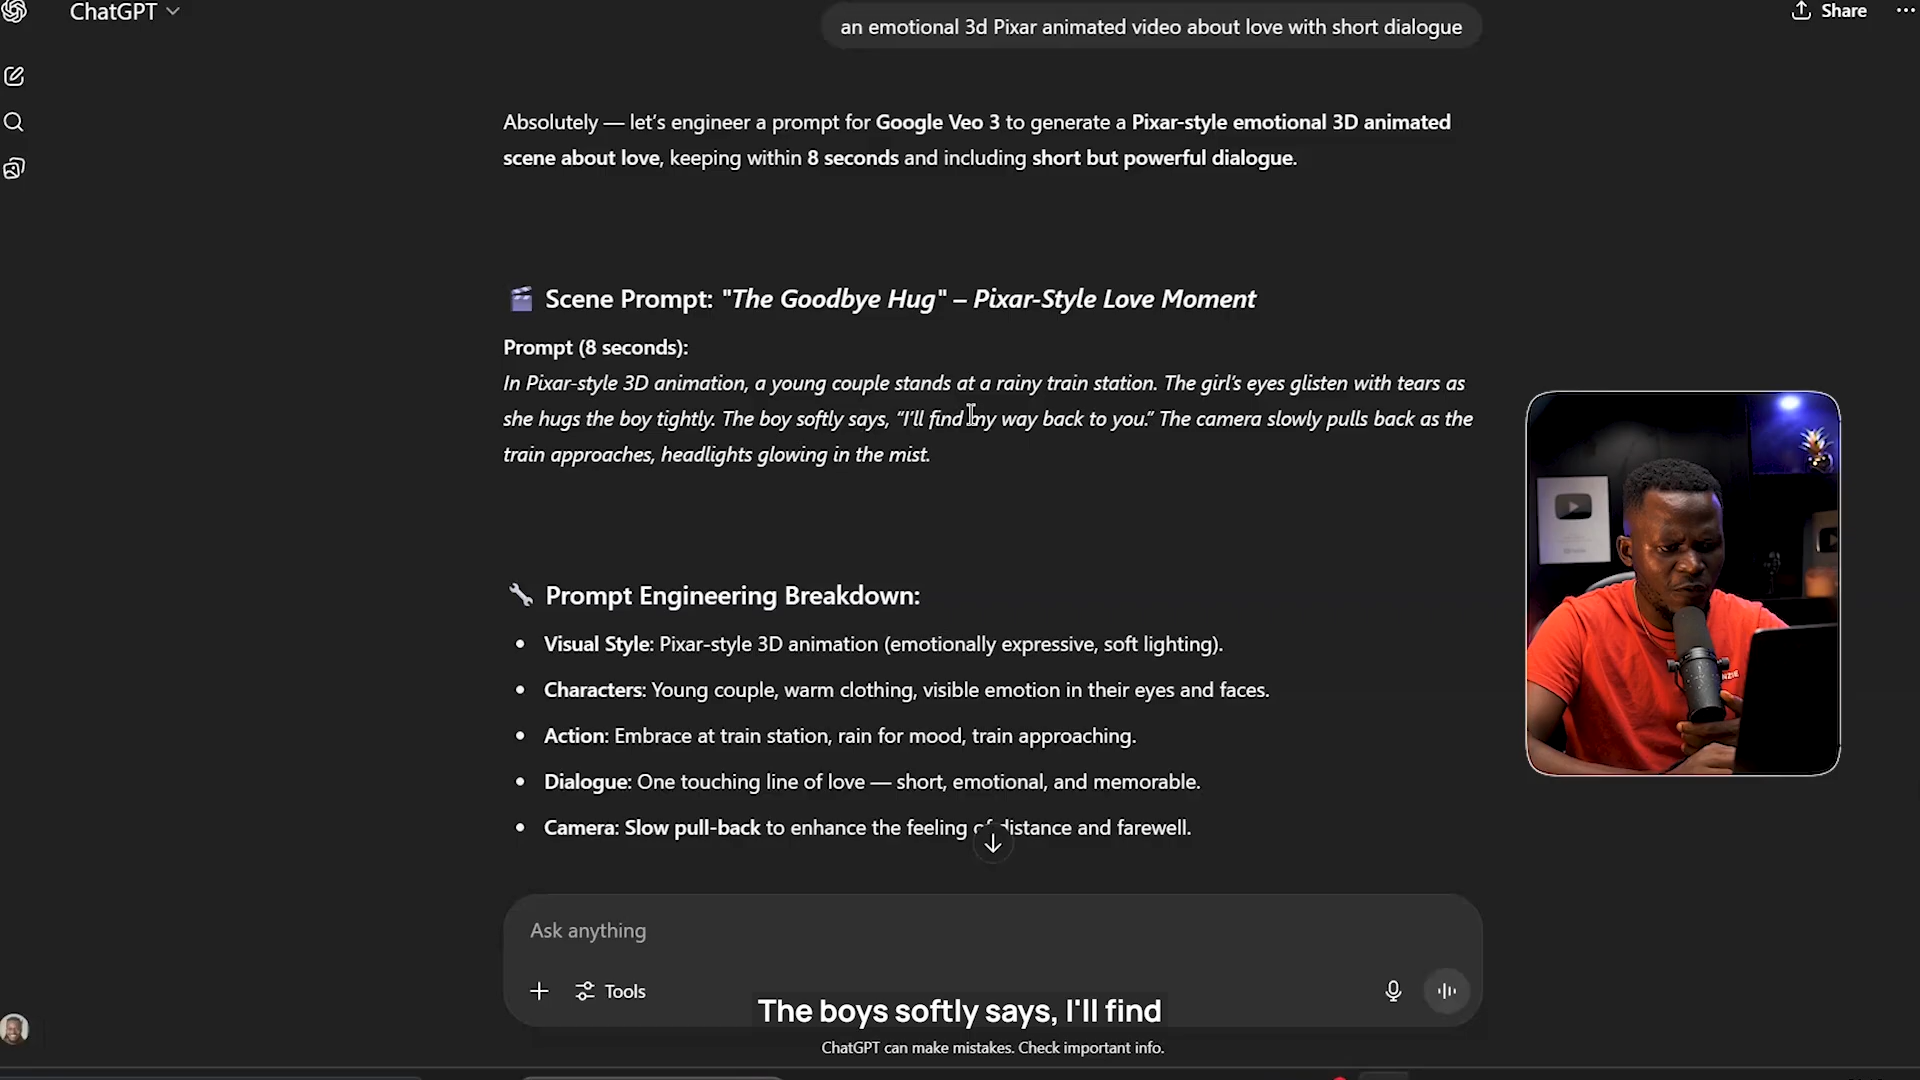 ChatGPT
an emotional 3d Pixar animated video about love with short dialogue
Share
Absolutely — let's engineer a prompt for Google Veo 3 to generate a Pixar-style emotional 3D animated
scene about love, keeping within 8 seconds and including short but powerful dialogue.
Scene Prompt: "The Goodbye Hug" – Pixar-Style Love Moment
Prompt (8 seconds):
In Pixar-style 3D animation, a young couple stands at a rainy train station. The girl's eyes glisten with tears as
she hugs the boy tightly. The boy softly says, “I'll find my way back to you.” The camera slowly pulls back as the
train approaches, headlights glowing in the mist.
Prompt Engineering Breakdown:
• Visual Style: Pixar-style 3D animation (emotionally expressive, soft lighting).
• Characters: Young couple, warm clothing, visible emotion in their eyes and faces.
• Action: Embrace at train station, rain for mood, train approaching.
• Dialogue: One touching line of love — short, emotional, and memorable.
• Camera: Slow pull-back to enhance the feeling of distance and farewell.
Ask anything
Tools
The boys softly says, I'll find
ChatGPT can make mistakes. Check important info.